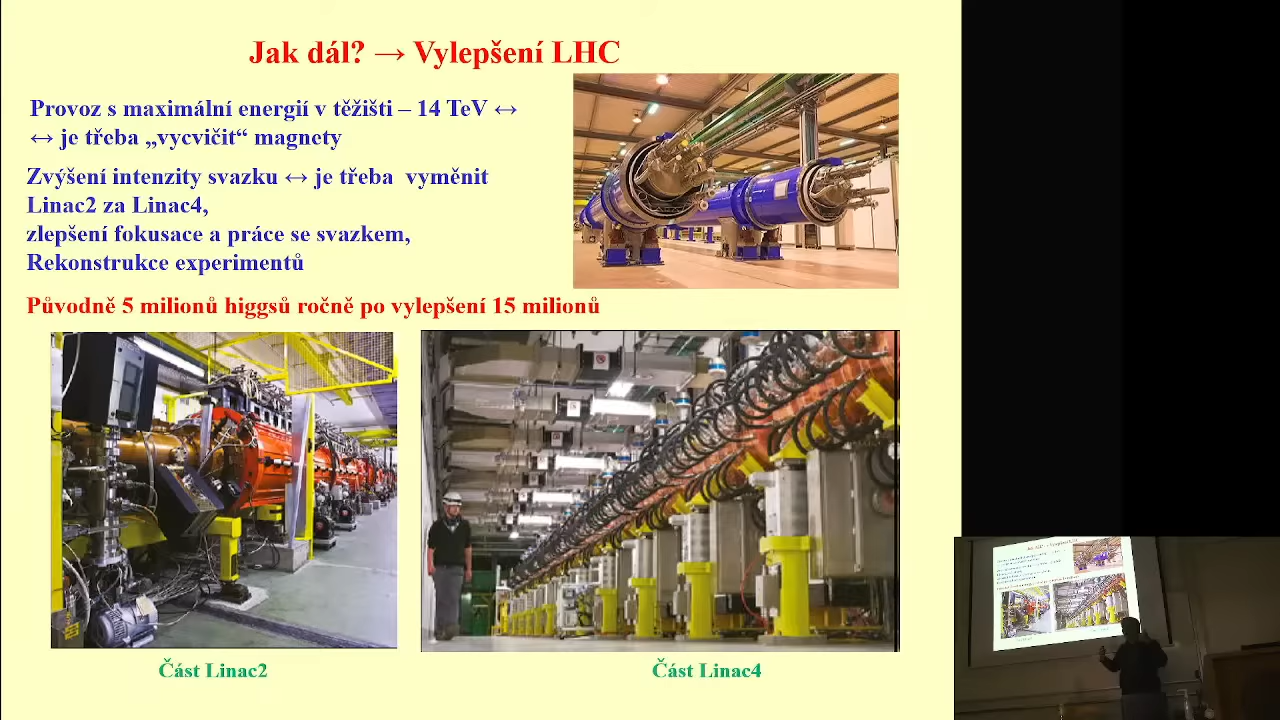 Jak dál? → Vylepšení LHC
Provoz s maximální energií v těžišti – 14 TeV ↔
↔ je třeba „vycvičit“ magnety
Zvýšení intenzity svazku ↔ je třeba vyměnit
Linac2 za Linac4,
zlepšení fokusace a práce se svazkem,
Rekonstrukce experimentů
Původně 5 milionů higgsů ročně po vylepšení 15 milionů
Část Linac2
Část Linac4